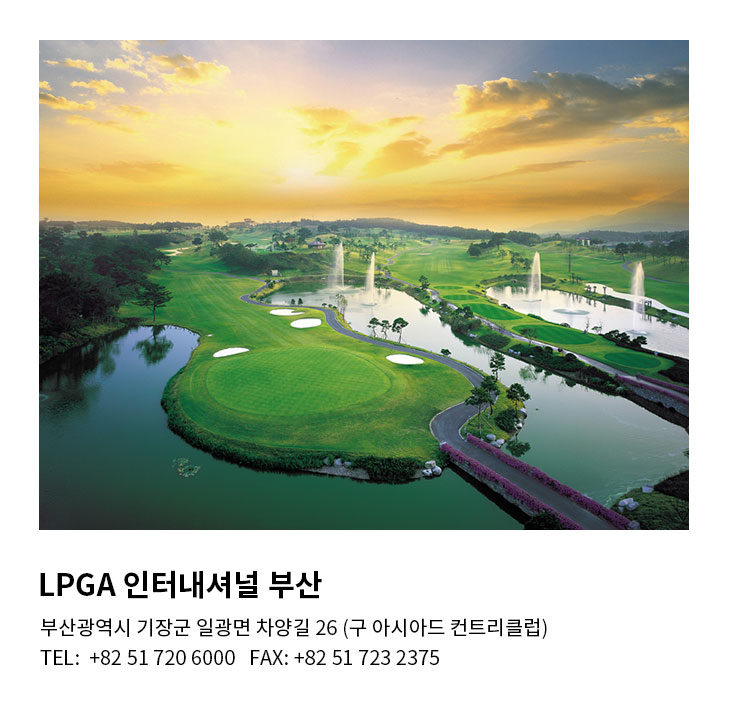 LPGA 인터내셔널 부산
부산광역시 기장군 일광면 차양길 26 (구 아시아드 컨트리클럽)
TEL:  +82 51 720 6000   FAX: +82 51 723 2375